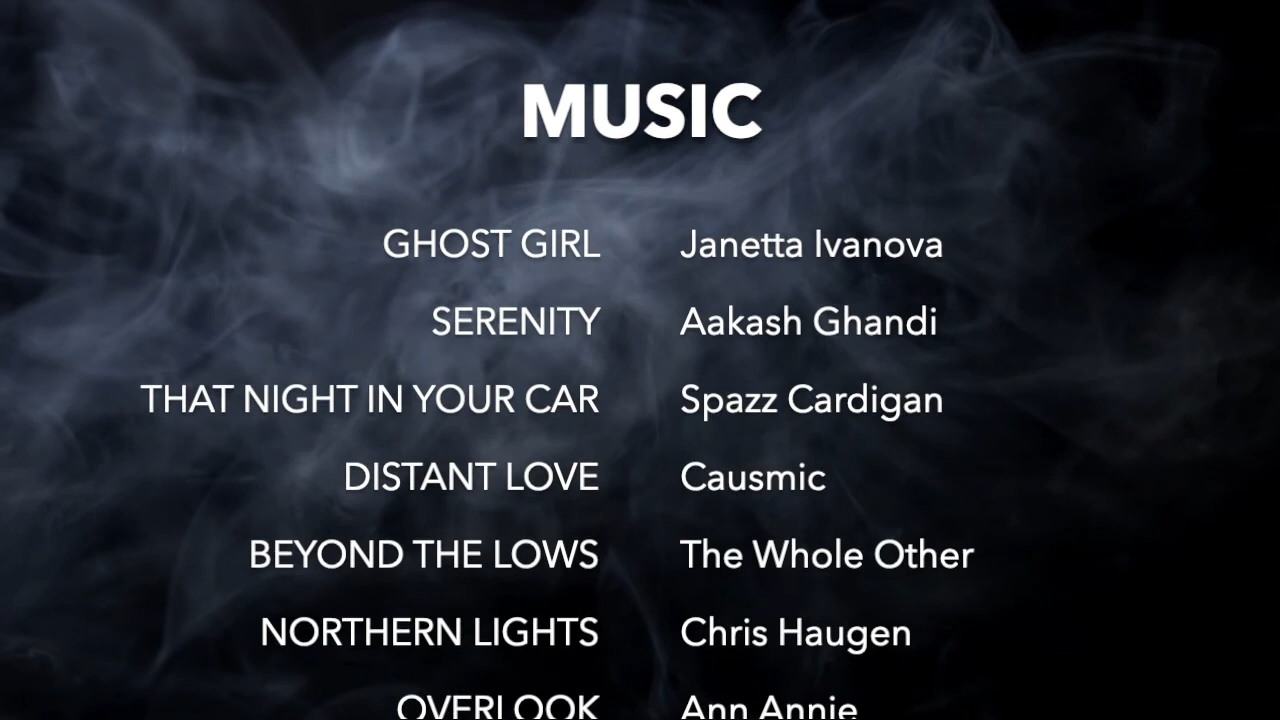 MUSIC
GHOST GIRL Janetta Ivanova
SERENITY Aakash Ghandi
THAT NIGHT IN YOUR CAR Spazz Cardigan
DISTANT LOVE Causmic
BEYOND THE LOWS The Whole Other
NORTHERN LIGHTS Chris Haugen
OVERLOOK Ann Annie